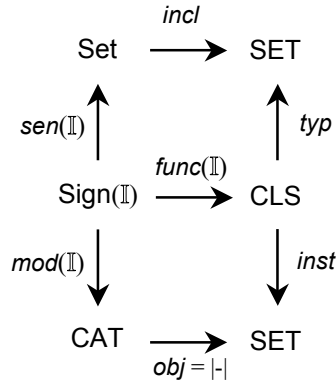 incl
Set SET
sen(𝕀) typ
func(𝕀)
Sign(𝕀) CLS
mod(𝕀) inst
CAT SET
obj = |-|